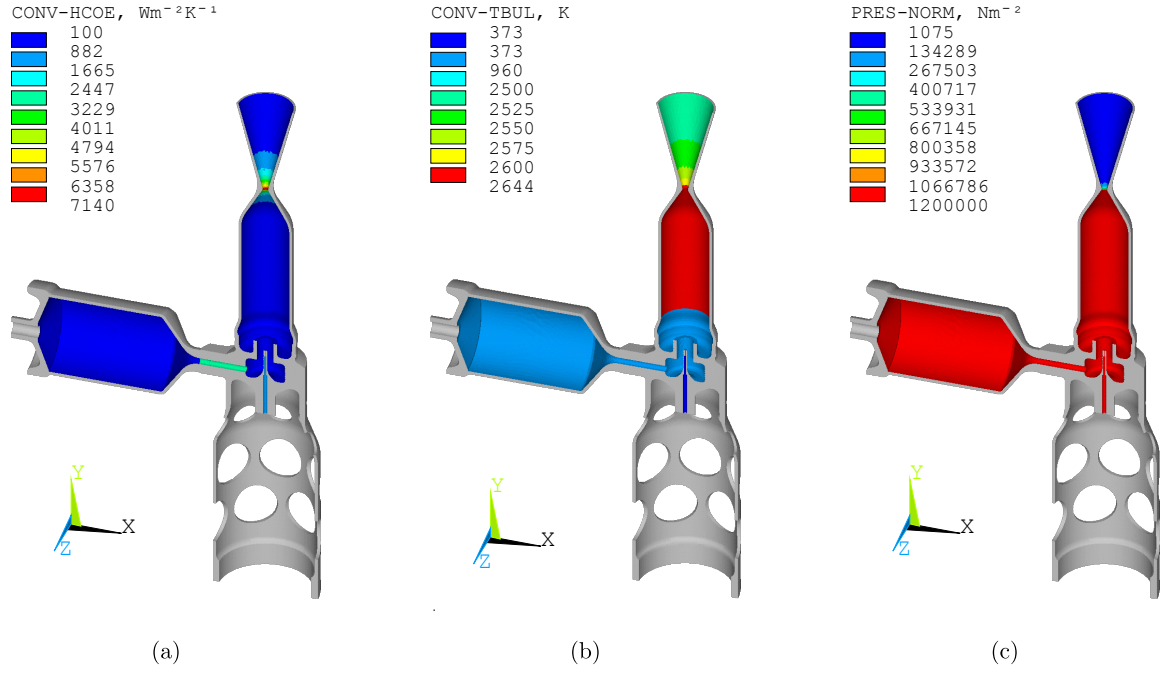 CONV-HCOE, Wm⁻²K⁻¹
100
882
1665
2447
3229
4011
4794
5576
6358
7140
Y
X
Z
(a)
CONV-TBUL, K
373
373
960
2500
2525
2550
2575
2600
2644
Y
X
Z
(b)
PRES-NORM, Nm⁻²
1075
134289
267503
400717
533931
667145
800358
933572
1066786
1200000
Y
X
Z
(c)